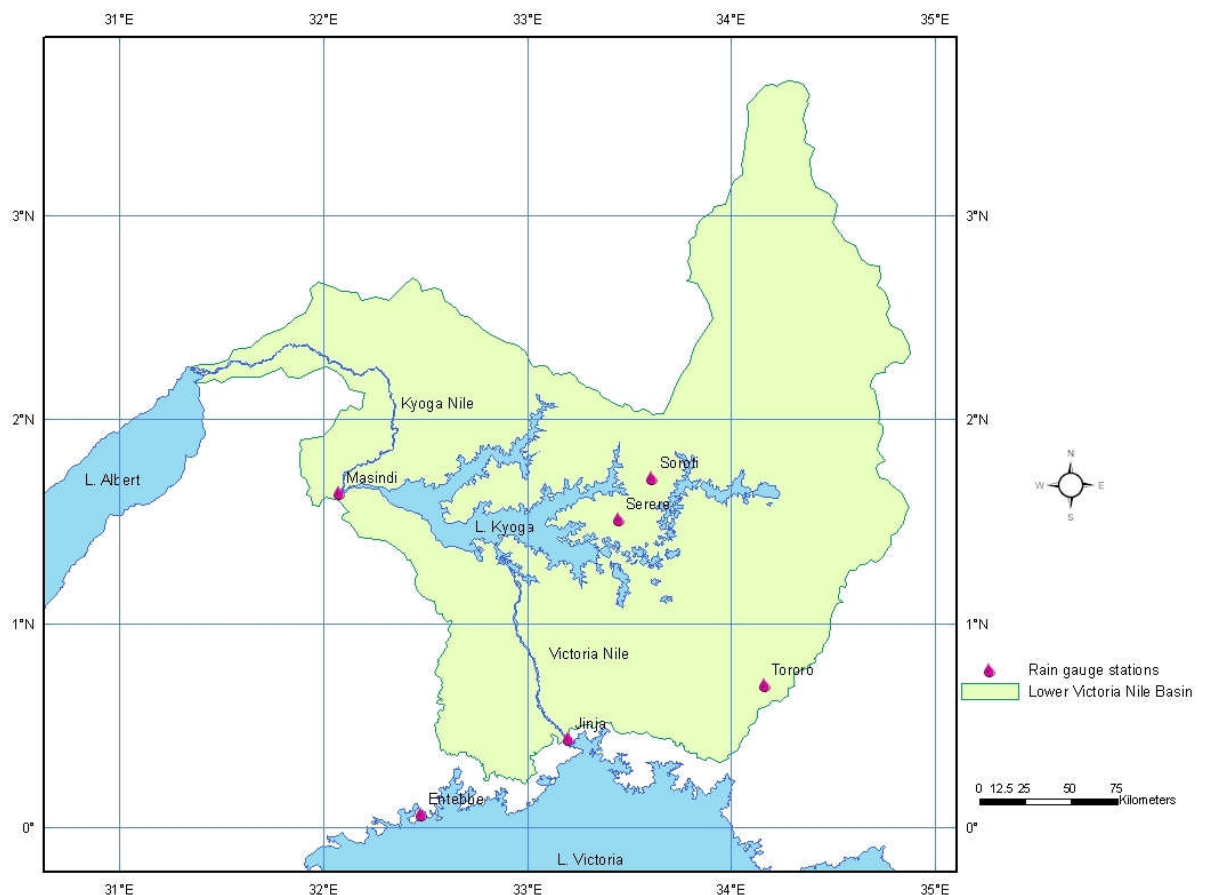 31°E 32°E 33°E 34°E 35°E
3°N 3°N
2°N 2°N
Kyoga Nile
Soroti
Masindi
L. Albert
N
W E
S
Serere
L. Kyoga
1°N 1°N
Victoria Nile
Tororo
Rain gauge stations
Lower Victoria Nile Basin
Jinja
Entebbe
0 12.5 25 50 75
Kilometers
0° 0°
L. Victoria
31°E 32°E 33°E 34°E 35°E